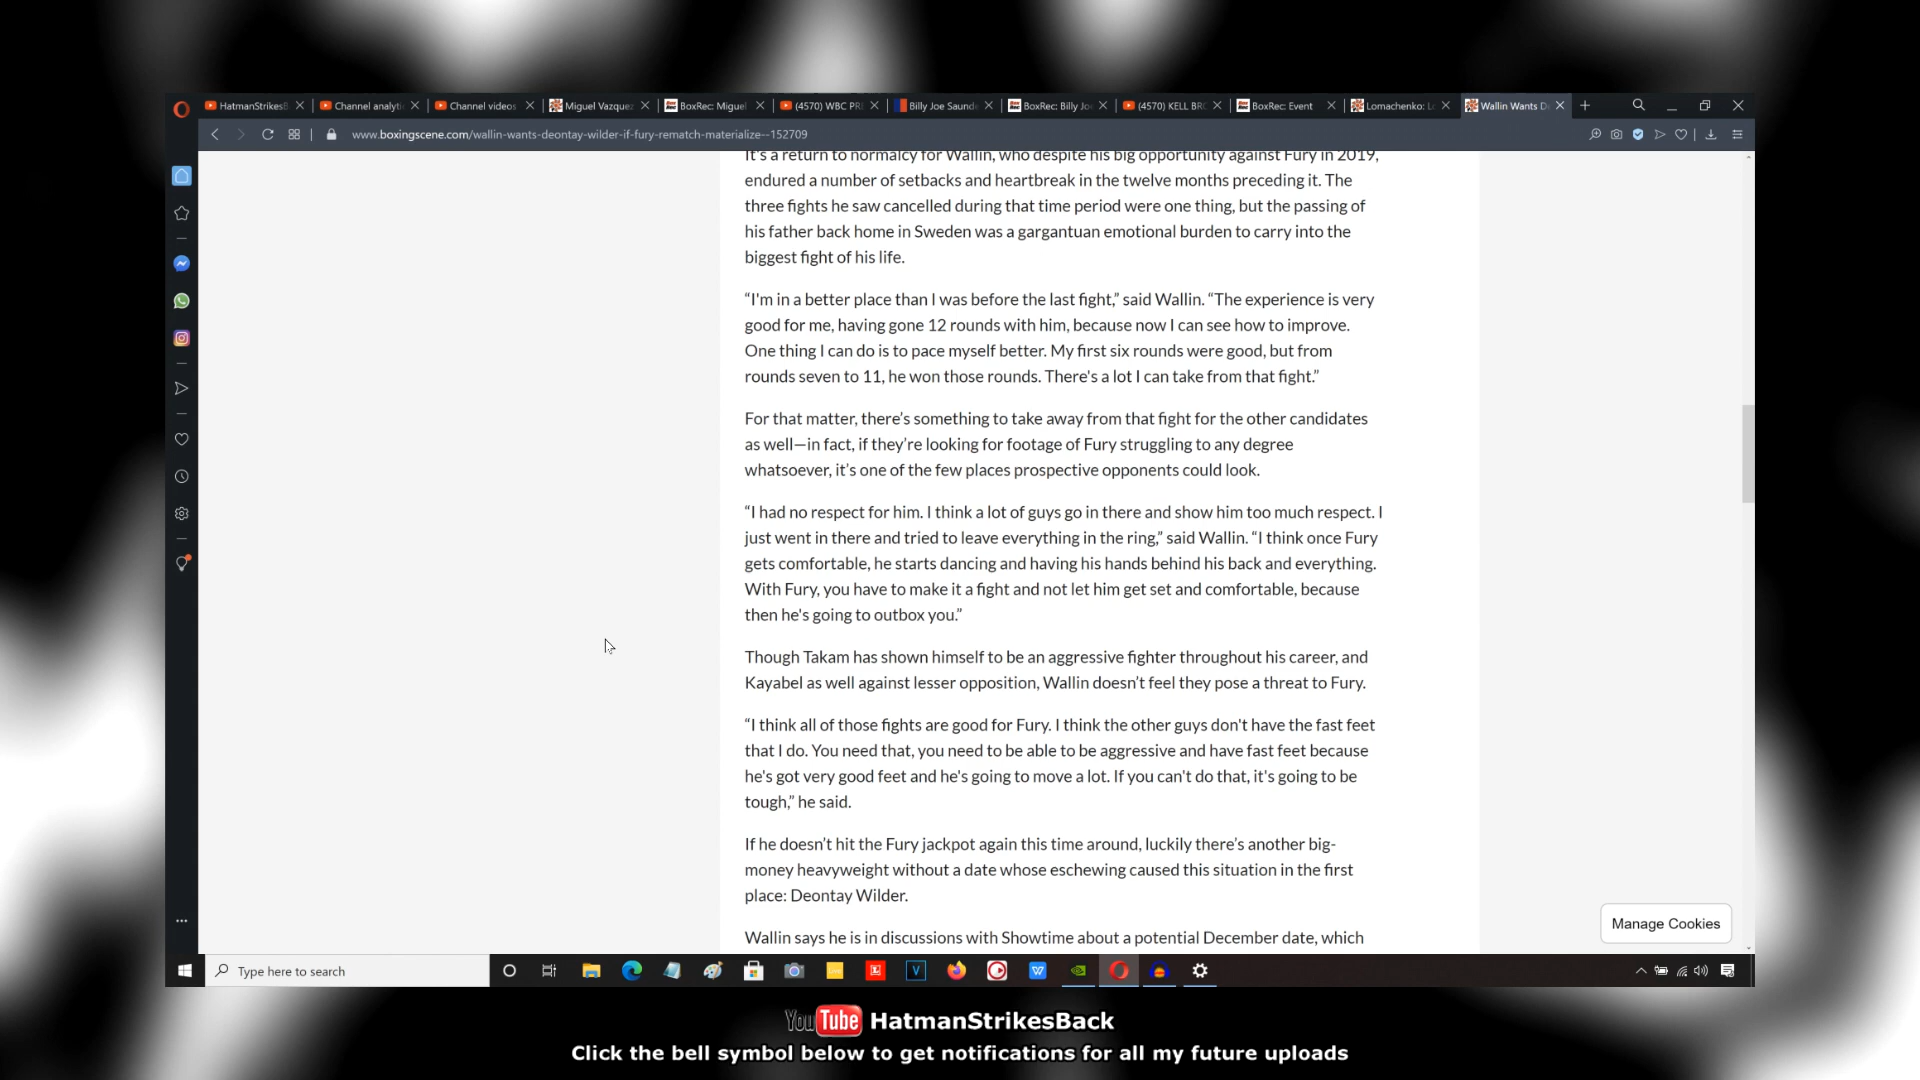 HatmanStrikesB
Channel analyti
Channel videos
Miguel Vazquez
BoxRec: Miguel
(4570) WBC PR
Billy Joe Saund
BoxRec: Billy Jo
(4570) KELL BR
BoxRec: Event
Lomachenko: L
Wallin Wants D
www.boxingscene.com/wallin-wants-deontay-wilder-if-fury-rematch-materialize--152709
It's a return to normalcy for Wallin, who despite his big opportunity against Fury in 2019,
endured a number of setbacks and heartbreak in the twelve months preceding it. The
three fights he saw cancelled during that time period were one thing, but the passing of
his father back home in Sweden was a gargantuan emotional burden to carry into the
biggest fight of his life.
“I'm in a better place than I was before the last fight,” said Wallin. “The experience is very
good for me, having gone 12 rounds with him, because now I can see how to improve.
One thing I can do is to pace myself better. My first six rounds were good, but from
rounds seven to 11, he won those rounds. There's a lot I can take from that fight.”
For that matter, there’s something to take away from that fight for the other candidates
as well—in fact, if they’re looking for footage of Fury struggling to any degree
whatsoever, it’s one of the few places prospective opponents could look.
“I had no respect for him. I think a lot of guys go in there and show him too much respect. I
just went in there and tried to leave everything in the ring,” said Wallin. “I think once Fury
gets comfortable, he starts dancing and having his hands behind his back and everything.
With Fury, you have to make it a fight and not let him get set and comfortable, because
then he's going to outbox you.”
Though Takam has shown himself to be an aggressive fighter throughout his career, and
Kayabel as well against lesser opposition, Wallin doesn’t feel they pose a threat to Fury.
“I think all of those fights are good for Fury. I think the other guys don't have the fast feet
that I do. You need that, you need to be able to be aggressive and have fast feet because
he's got very good feet and he's going to move a lot. If you can't do that, it's going to be
tough,” he said.
If he doesn’t hit the Fury jackpot again this time around, luckily there’s another big-
money heavyweight without a date whose eschewing caused this situation in the first
place: Deontay Wilder.
Wallin says he is in discussions with Showtime about a potential December date, which
Manage Cookies
Type here to search
YouTube HatmanStrikesBack
Click the bell symbol below to get notifications for all my future uploads